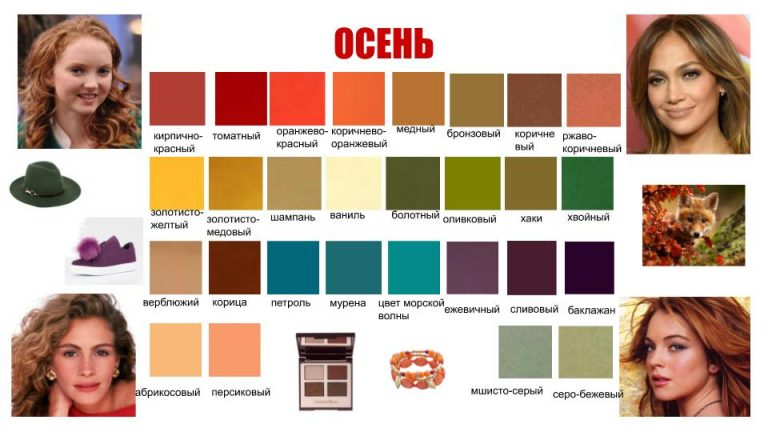 ОСЕНЬ
кирпично-
красный
томатный
оранжево-
красный
коричнево-
оранжевый
медный
бронзовый
коричне
вый
ржаво-
коричневый
золотисто-
желтый
золотисто-
медовый
шампань
ваниль
болотный
оливковый
хаки
хвойный
верблюжий
корица
петроль
мурена
цвет морской
волны
ежевичный
сливовый
баклажан
абрикосовый
персиковый
мшисто-серый
серо-бежевый